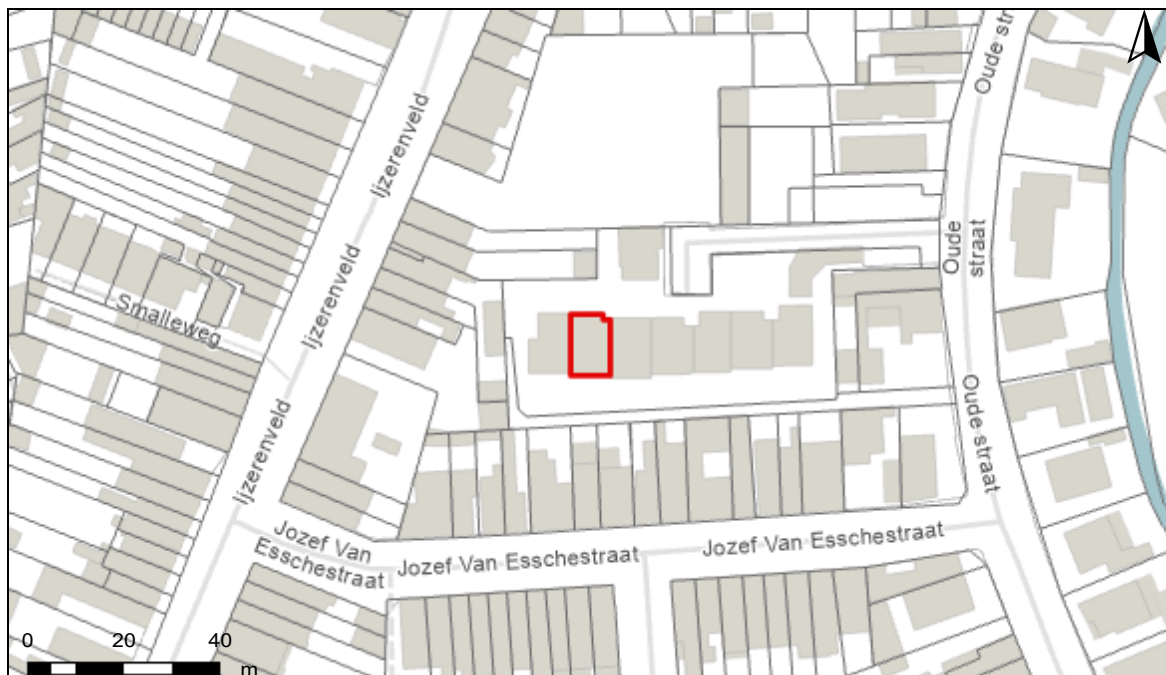 Oude str
Ijzerenveld
Oude
straat
Ijzerenveld
Smalleweg
Oude straat
Ijzerenveld
Jozef Van
Esschestraat
Jozef Van Esschestraat
Jozef Van Esschestraat
0 20 40
m